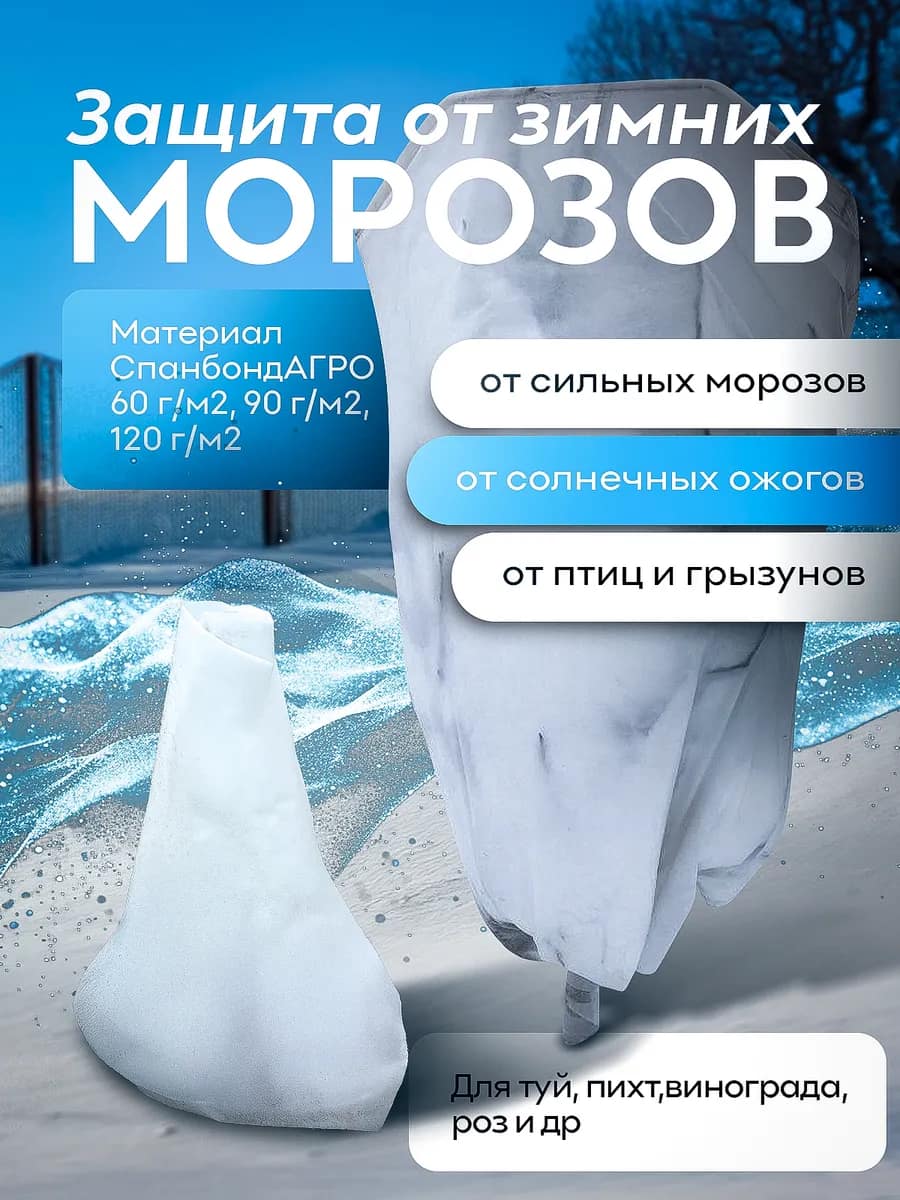 Защита от зимних
МОРОЗОВ
Материал
СпанбондАГРО
60 г/м2, 90 г/м2,
120 г/м2
от сильных морозов
от солнечных ожогов
от птиц и грызунов
Для туй, пихт,винограда,
роз и др